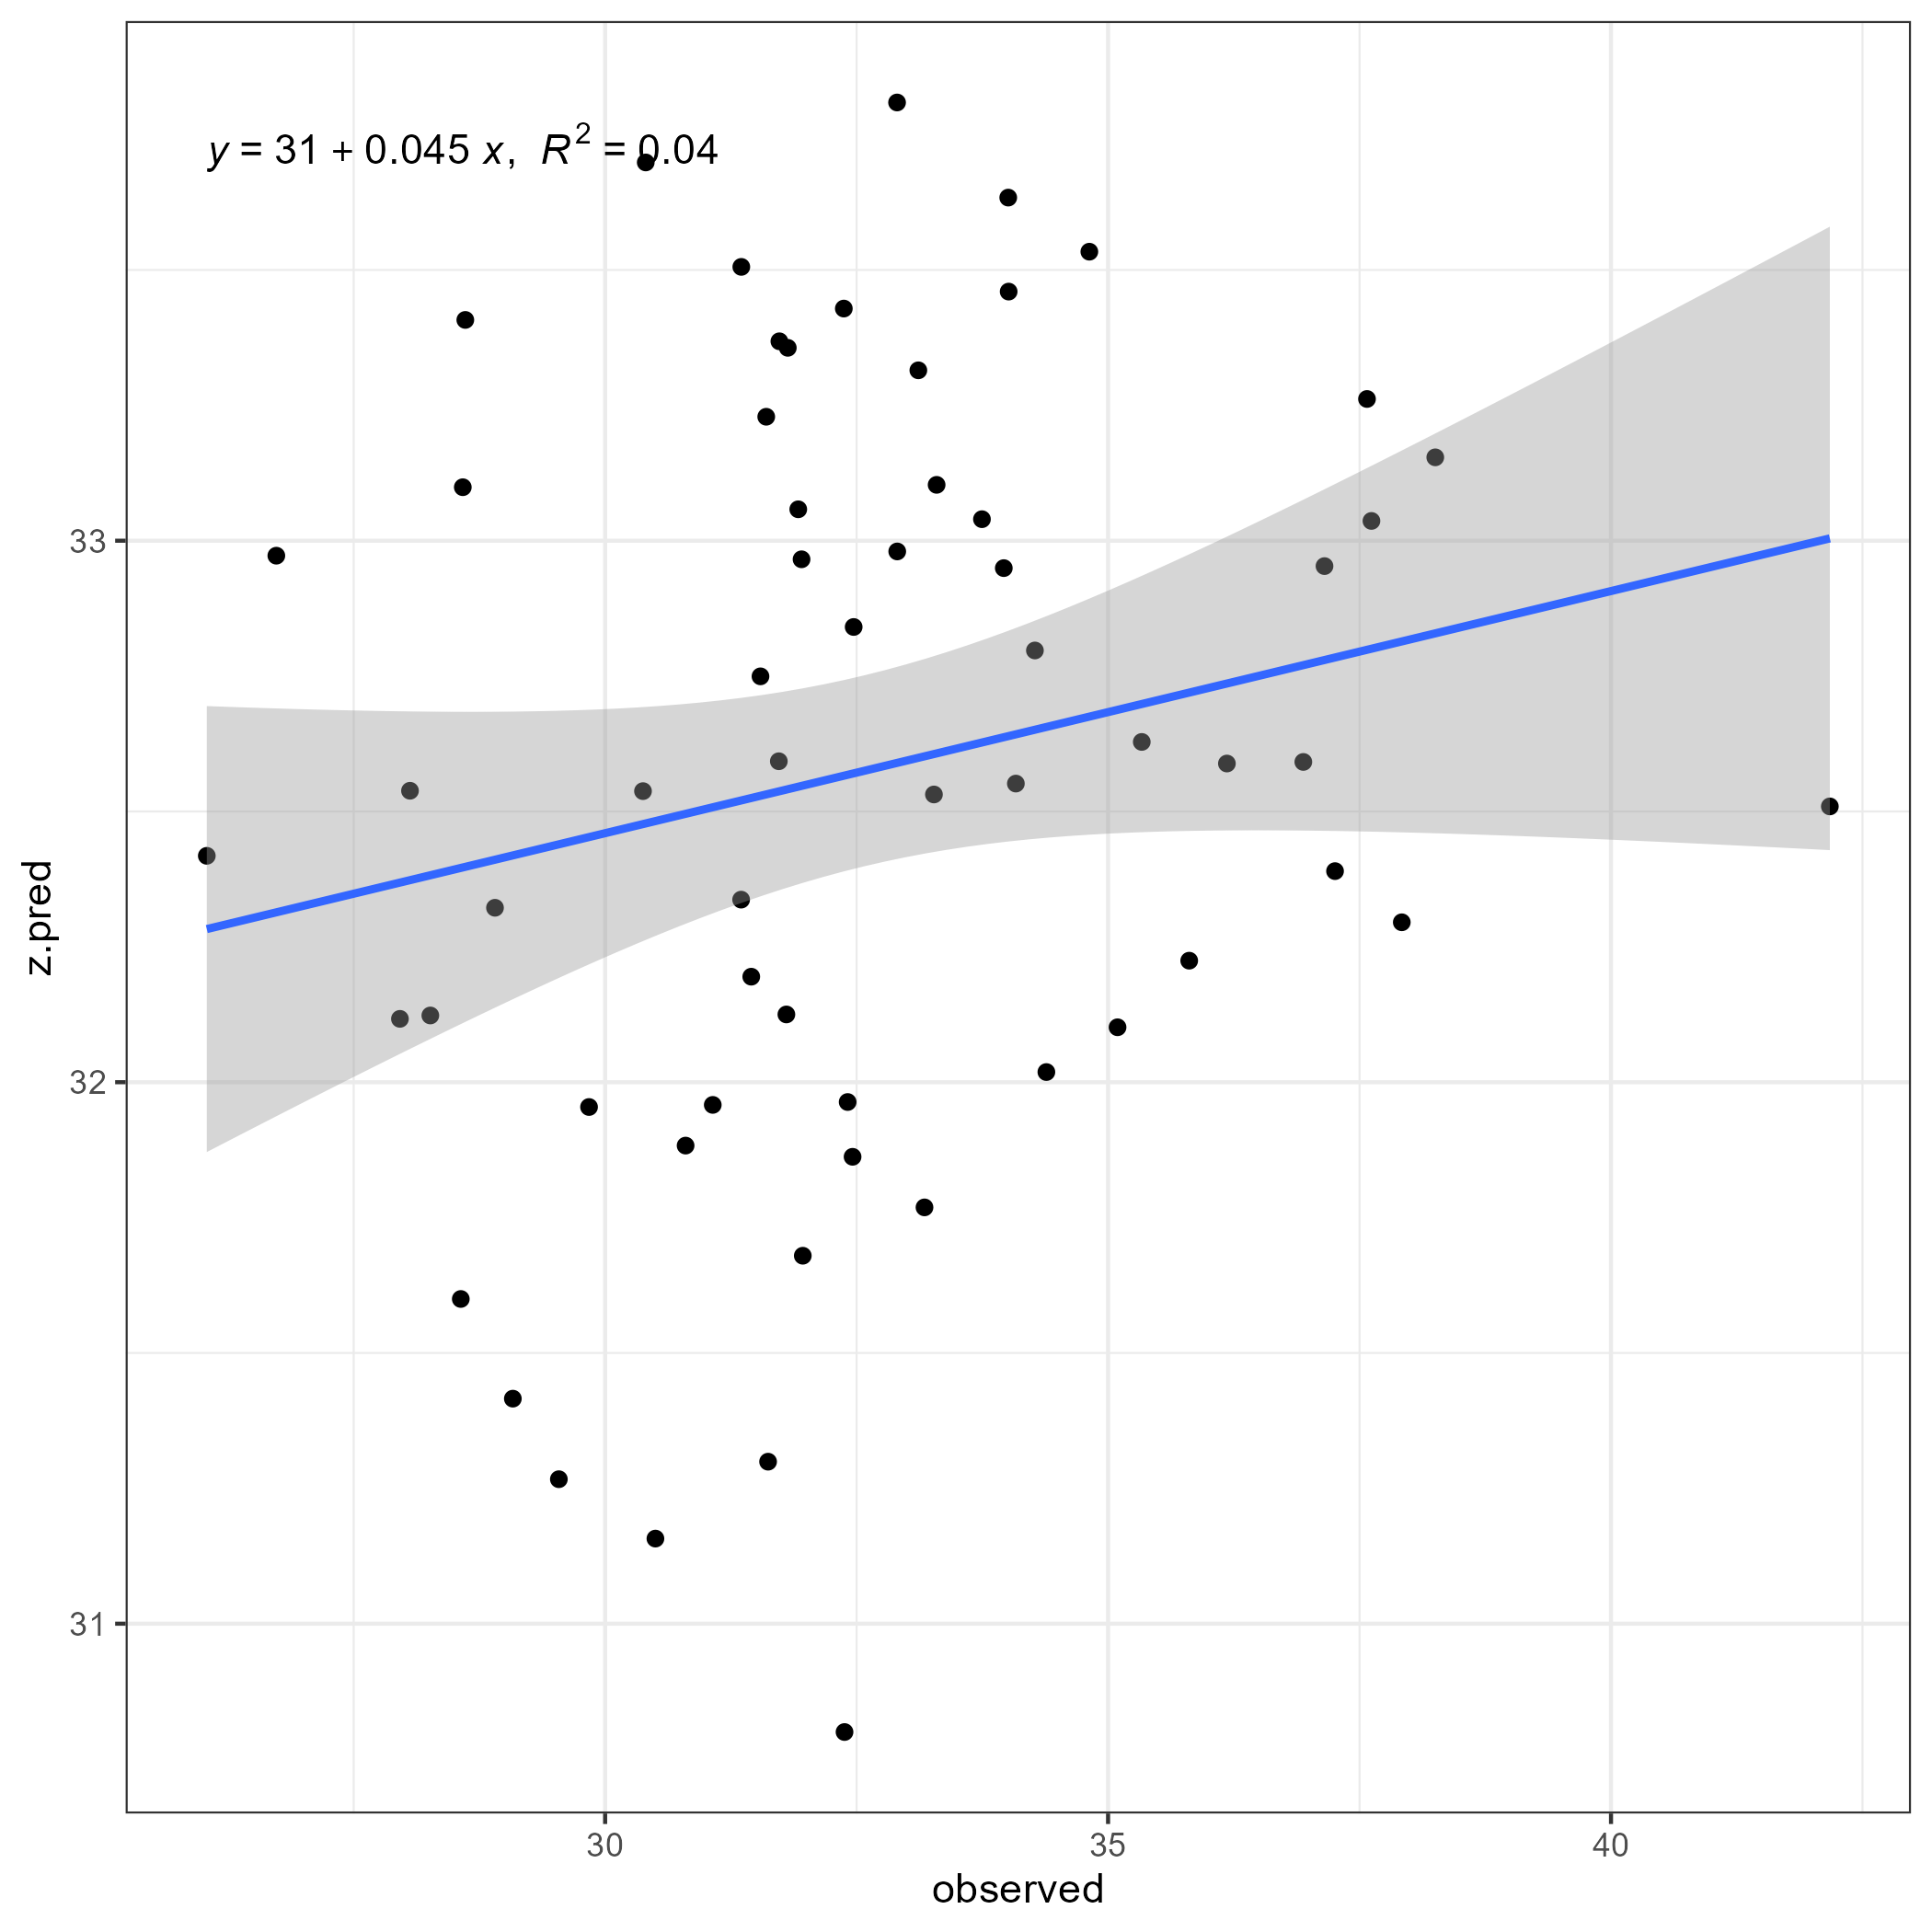 y = 31 + 0.045 x, R² = 0.04
33
32
31
z.pred
30 35 40
observed